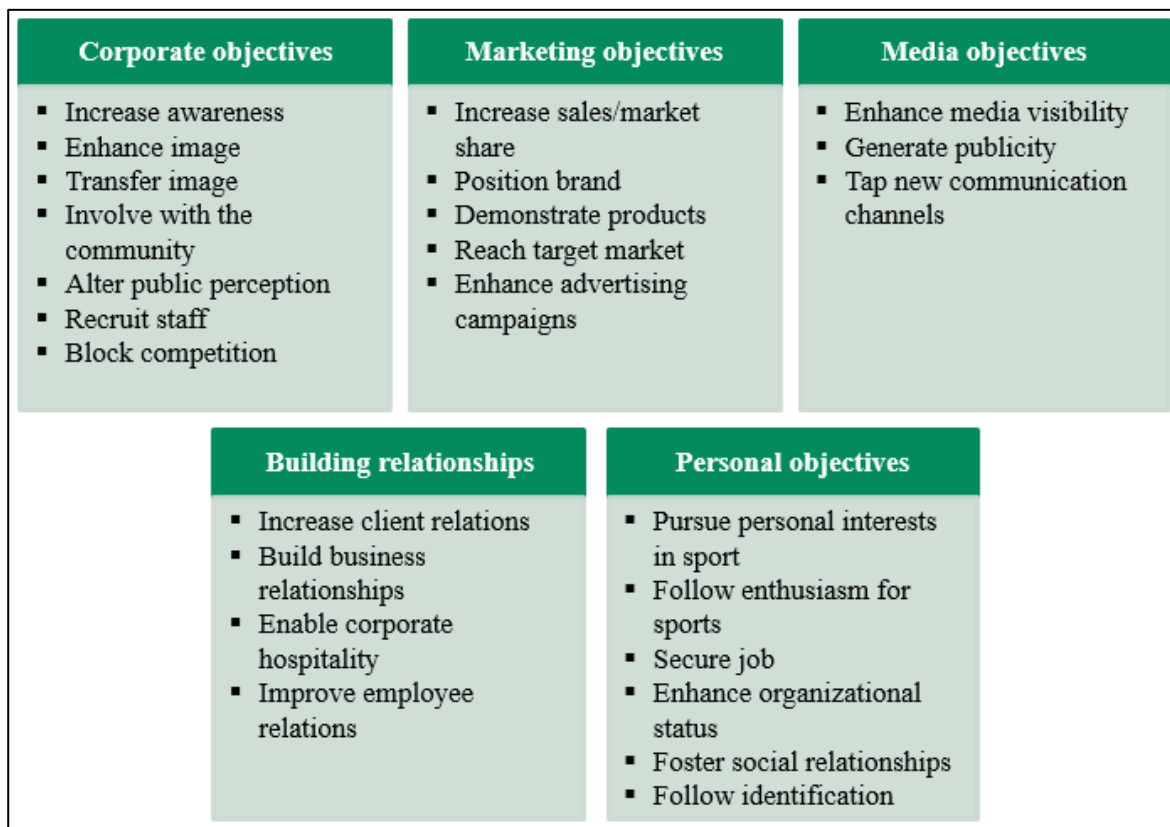 Corporate objectives
▪ Increase awareness
▪ Enhance image
▪ Transfer image
▪ Involve with the
community
▪ Alter public perception
▪ Recruit staff
▪ Block competition
Marketing objectives
▪ Increase sales/market
share
▪ Position brand
▪ Demonstrate products
▪ Reach target market
▪ Enhance advertising
campaigns
Media objectives
▪ Enhance media visibility
▪ Generate publicity
▪ Tap new communication
channels
Building relationships
▪ Increase client relations
▪ Build business
relationships
▪ Enable corporate
hospitality
▪ Improve employee
relations
Personal objectives
▪ Pursue personal interests
in sport
▪ Follow enthusiasm for
sports
▪ Secure job
▪ Enhance organizational
status
▪ Foster social relationships
▪ Follow identification